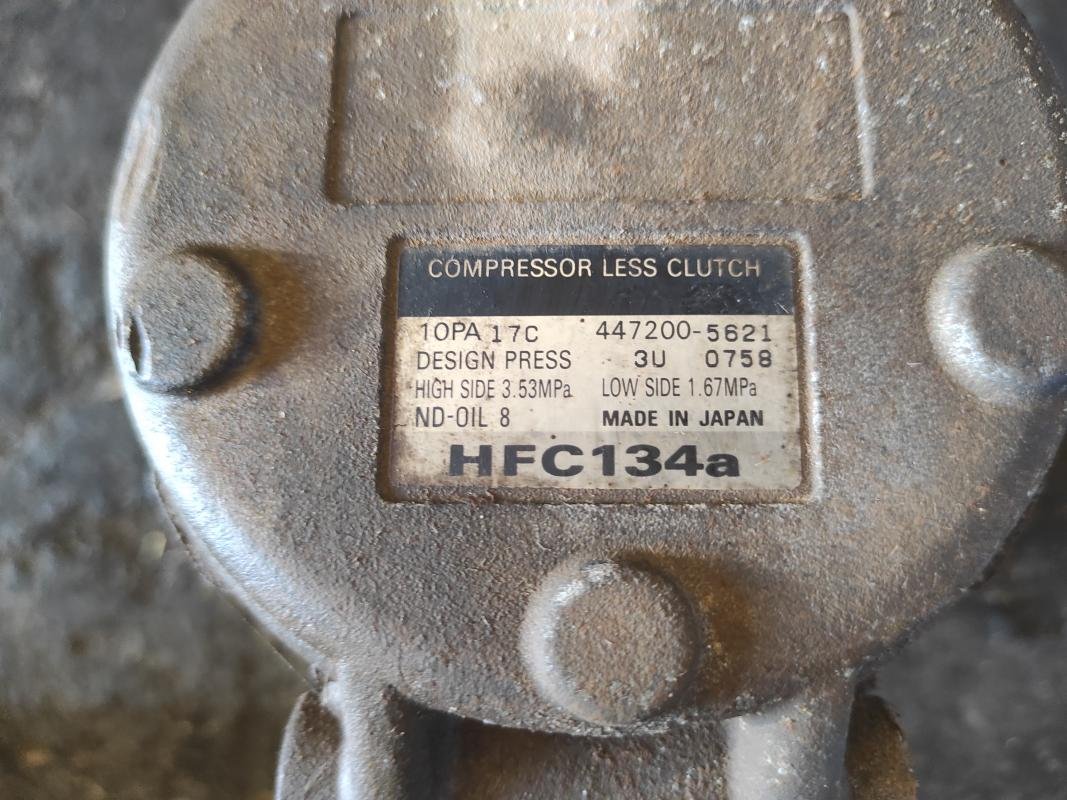 COMPRESSOR LESS CLUTCH
10PA 17C 447200-5621
DESIGN PRESS 3U 0758
HIGH SIDE 3.53MPa LOW SIDE 1.67MPa
ND-OIL 8 MADE IN JAPAN
HFC134a